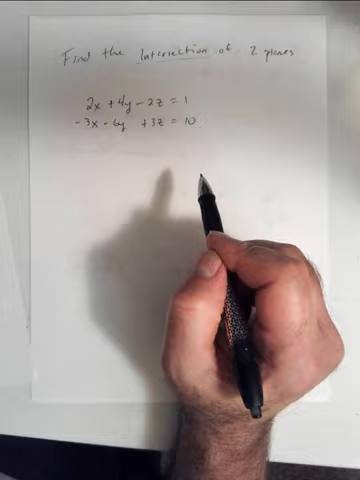 Find the Intersection of 2 planes
2x + 4y - 2z = 1
-3x - 6y + 3z = 10